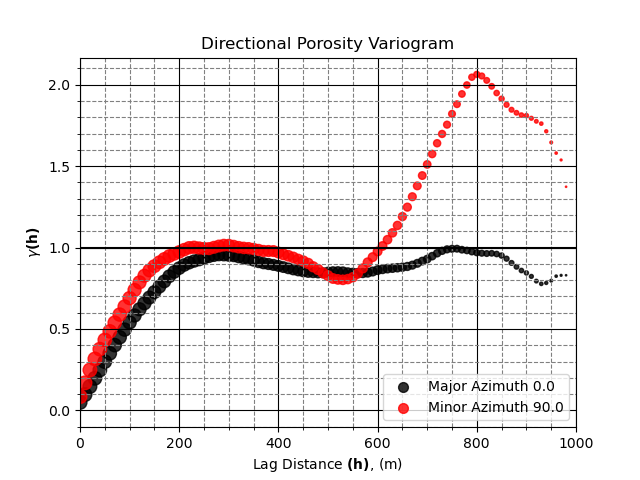 Directional Porosity Variogram
2.0
1.5
1.0
0.5
0.0
γ(h)
0 200 400 600 800 1000
Lag Distance (h), (m)
Major Azimuth 0.0
Minor Azimuth 90.0